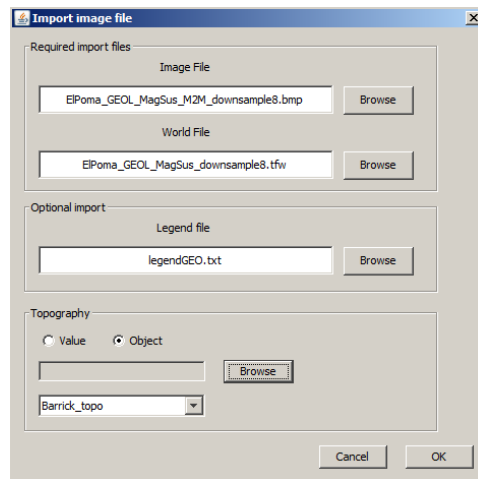 Import image file
Required import files
Image File
ElPoma_GEOL_MagSus_M2M_downsample8.bmp Browse
World File
ElPoma_GEOL_MagSus_downsample8.tfw Browse
Optional import
Legend file
legendGEO.txt Browse
Topography
Value Object
Browse
Barrick_topo
Cancel OK